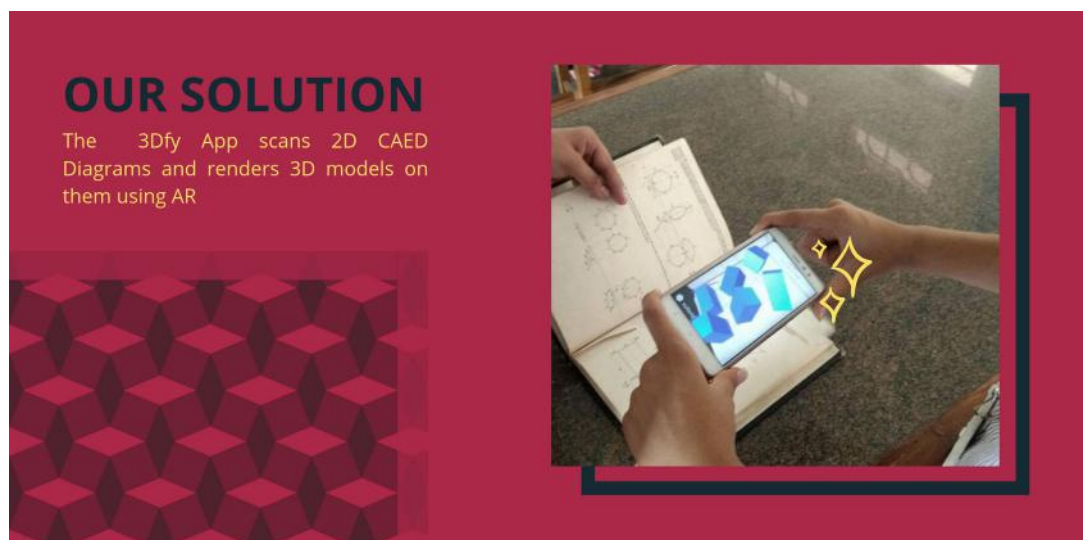 OUR SOLUTION
The 3Dfy App scans 2D CAED
Diagrams and renders 3D models on
them using AR